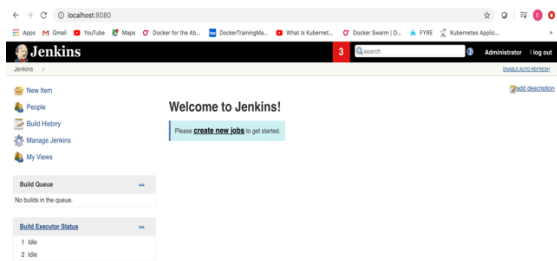 localhost:8080
Apps Gmail YouTube Maps Docker for the Ab... DockerTrainingMa... What is Kubernet... Docker Swarm | D... FYRE Kubernetes Applic... »
Jenkins 3 search Administrator | log out
Jenkins ENABLE AUTO REFRESH
New Item add description
People
Welcome to Jenkins!
Build History
Please create new jobs to get started.
Manage Jenkins
My Views
Build Queue
No builds in the queue.
Build Executor Status
1 Idle
2 Idle